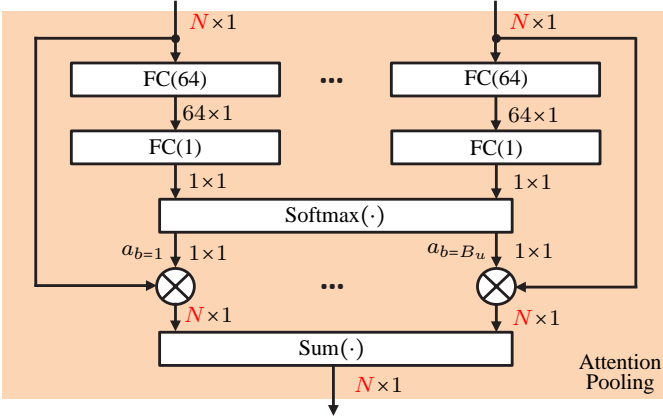 N×1 N×1
FC(64) ... FC(64)
64×1 64×1
FC(1) FC(1)
1×1 1×1
Softmax(·)
a_{b=1} 1×1 a_{b=B_u} 1×1
...
N×1 N×1
Sum(·)
N×1
Attention
Pooling